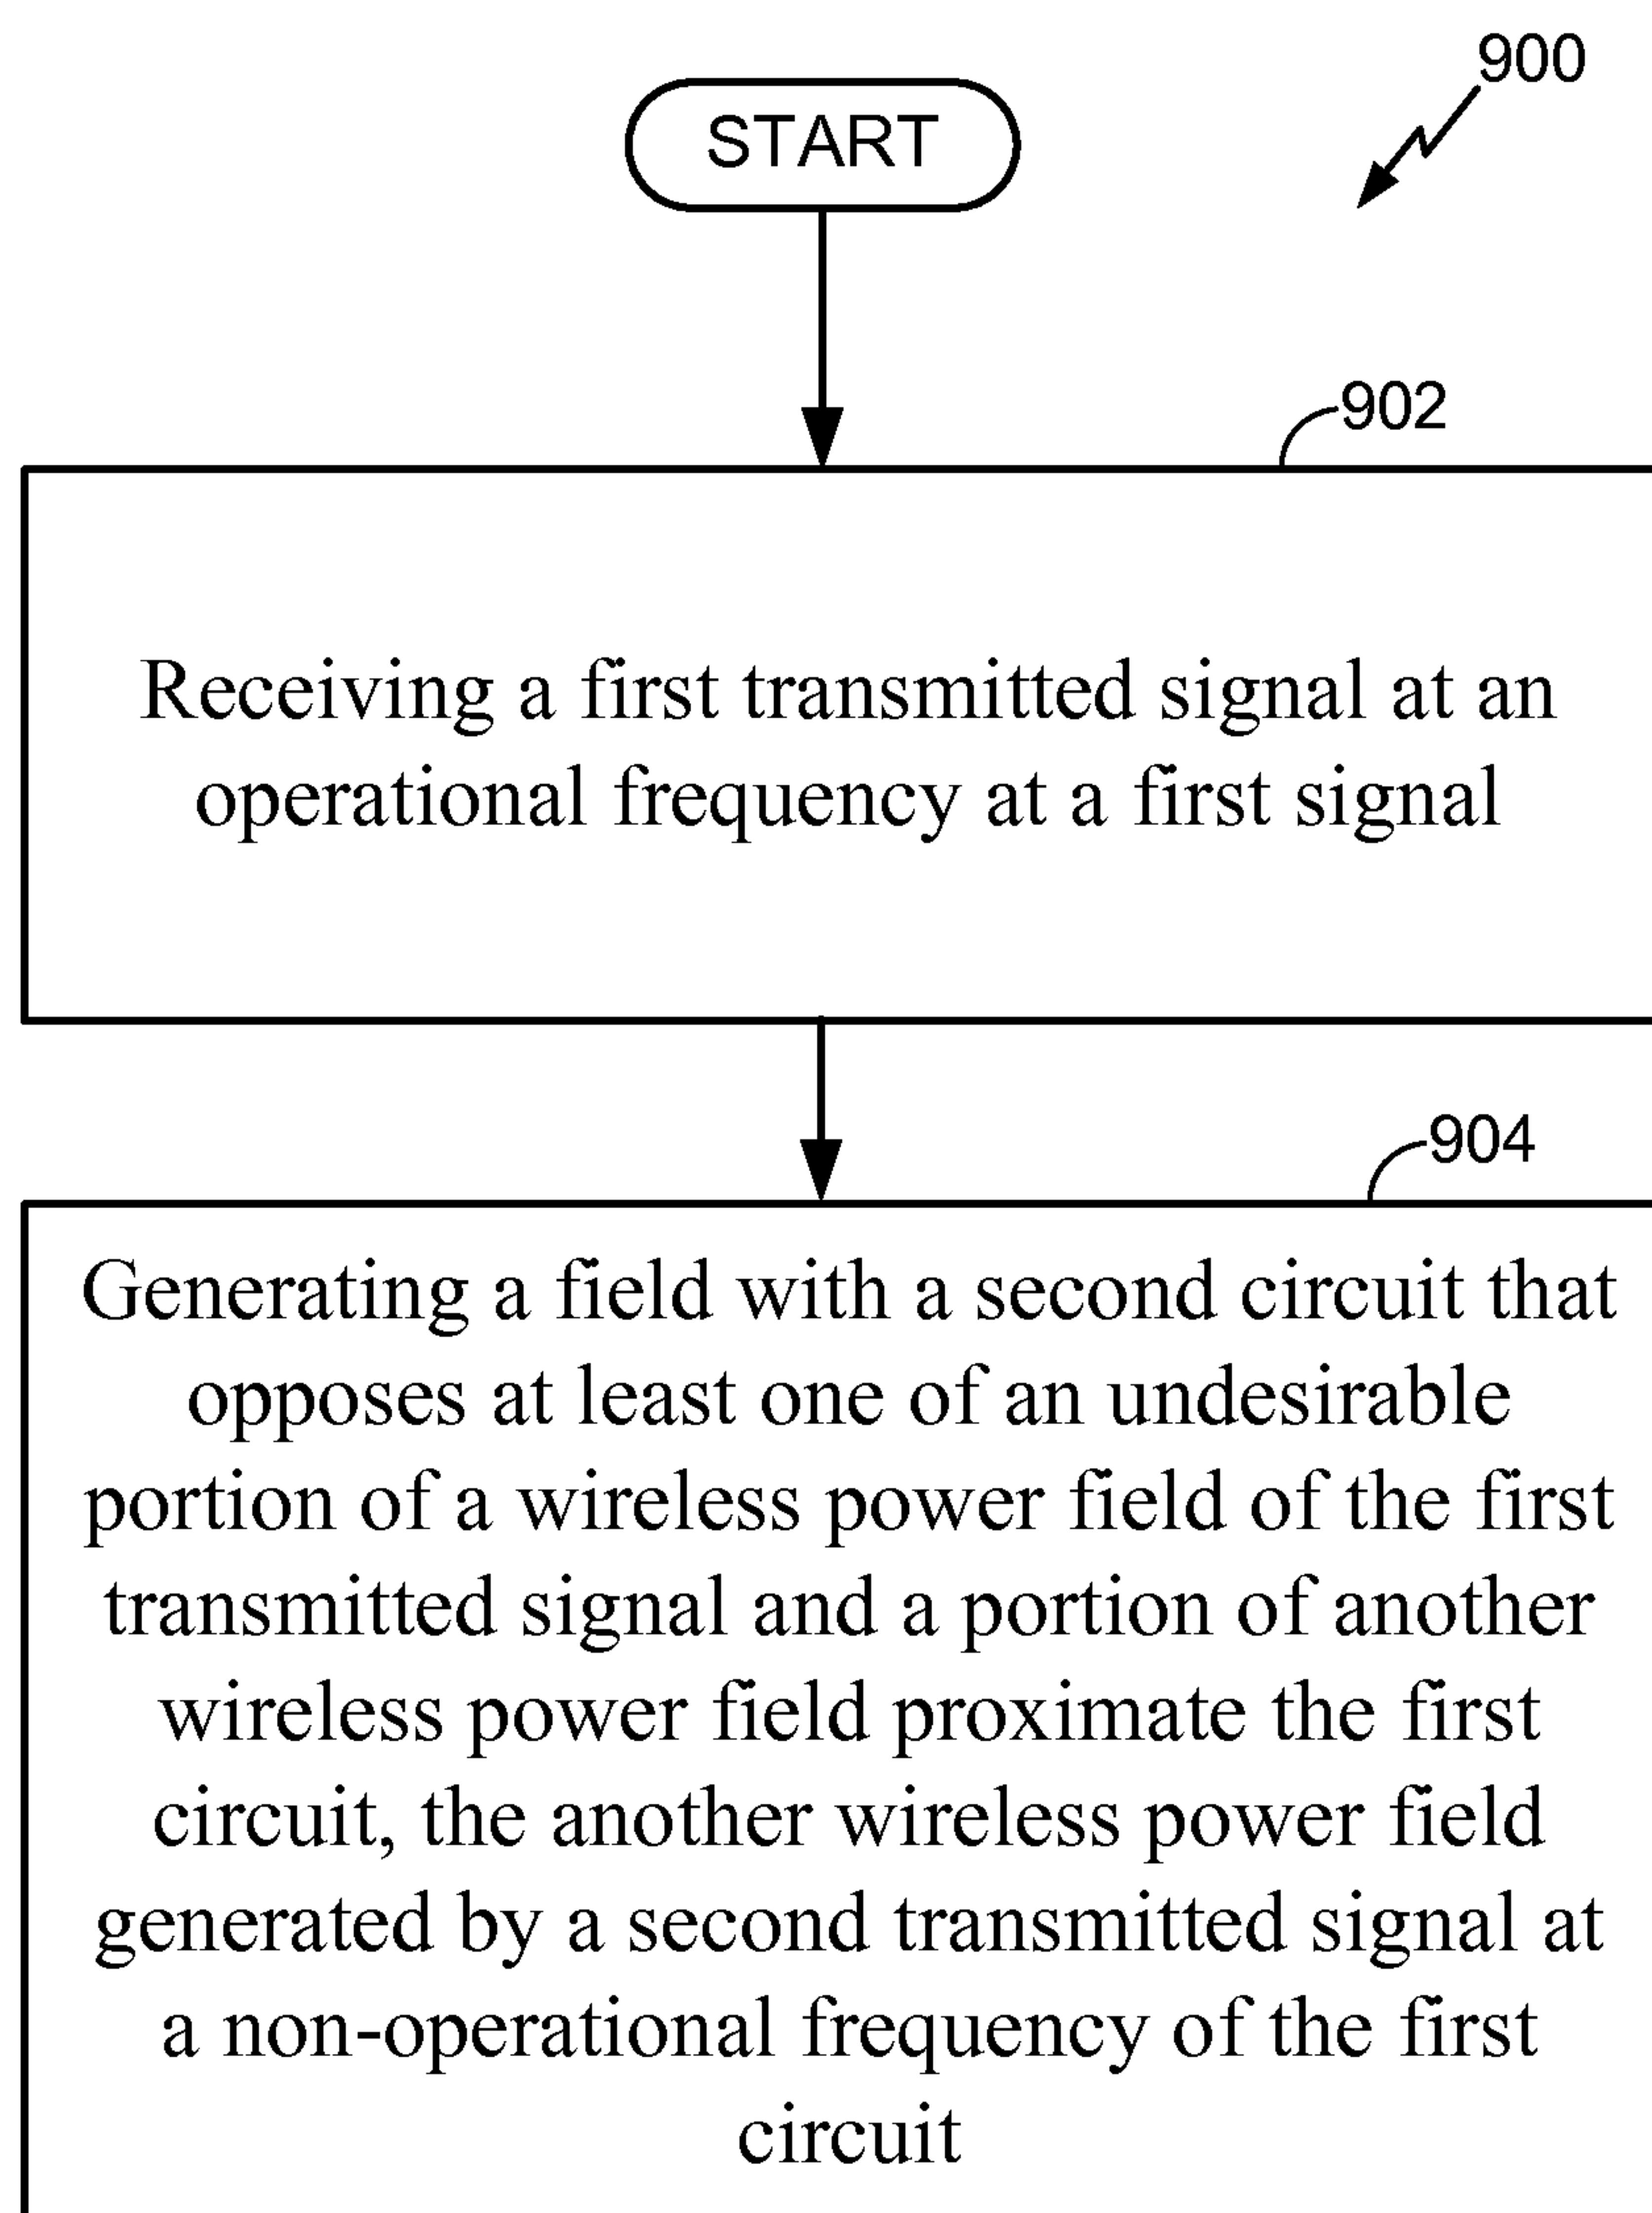 900
START
902
Receiving a first transmitted signal at an
operational frequency at a first signal
904
Generating a field with a second circuit that
opposes at least one of an undesirable
portion of a wireless power field of the first
transmitted signal and a portion of another
wireless power field proximate the first
circuit, the another wireless power field
generated by a second transmitted signal at
a non-operational frequency of the first
circuit